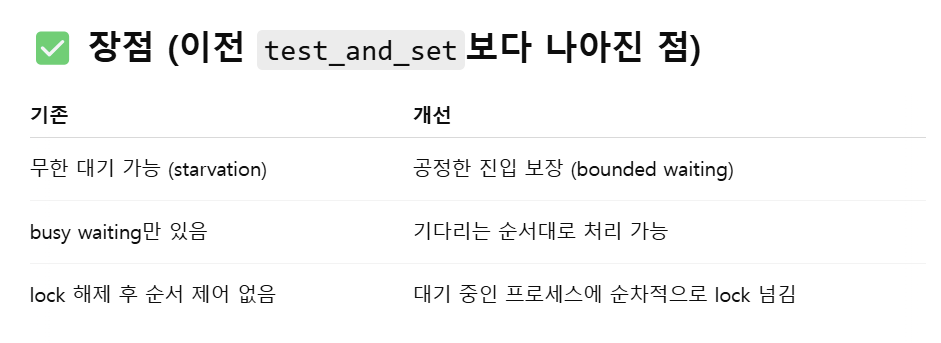 ✅ 장점 (이전 test_and_set보다 나아진 점)
기존 개선
무한 대기 가능 (starvation) 공정한 진입 보장 (bounded waiting)
busy waiting만 있음 기다리는 순서대로 처리 가능
lock 해제 후 순서 제어 없음 대기 중인 프로세스에 순차적으로 lock 넘김